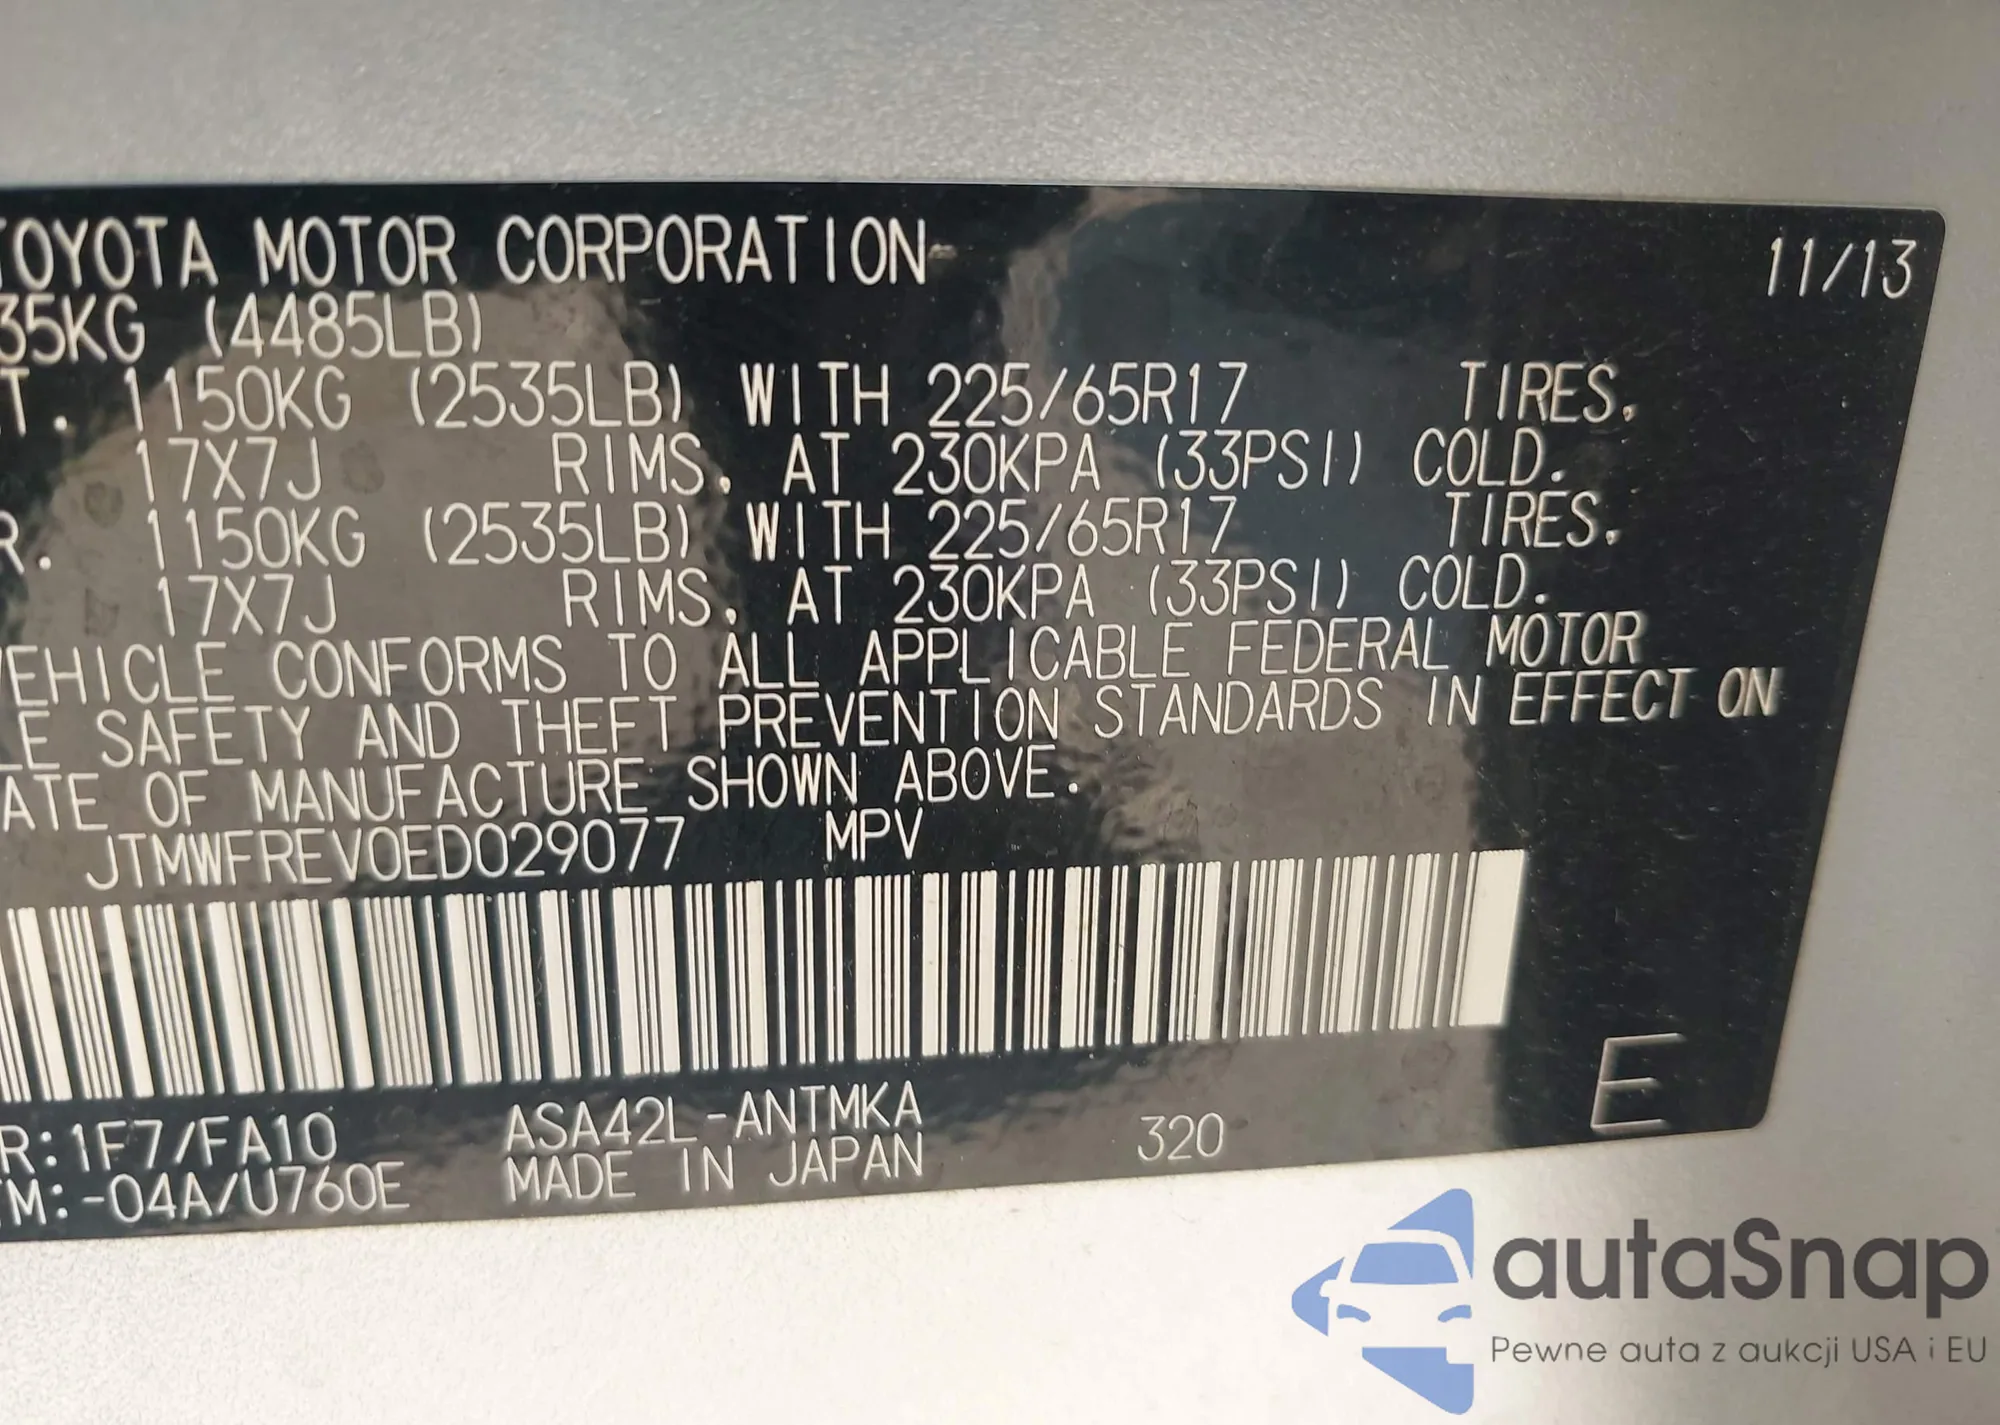 TOYOTA MOTOR CORPORATION 11/13
35KG (4485LB)
T. 1150KG (2535LB) WITH 225/65R17 TIRES,
17X7J RIMS, AT 230KPA (33PSI) COLD.
R. 1150KG (2535LB) WITH 225/65R17 TIRES,
17X7J RIMS, AT 230KPA (33PSI) COLD.
VEHICLE CONFORMS TO ALL APPLICABLE FEDERAL MOTOR
LE SAFETY AND THEFT PREVENTION STANDARDS IN EFFECT ON
ATE OF MANUFACTURE SHOWN ABOVE.
JTMWFREV0ED029077 MPV
R:1F7/FA10 ASA42L-ANTMKA
TM:-04A/U760E MADE IN JAPAN 320
E
autaSnap
Pewne auta z aukcji USA i EU